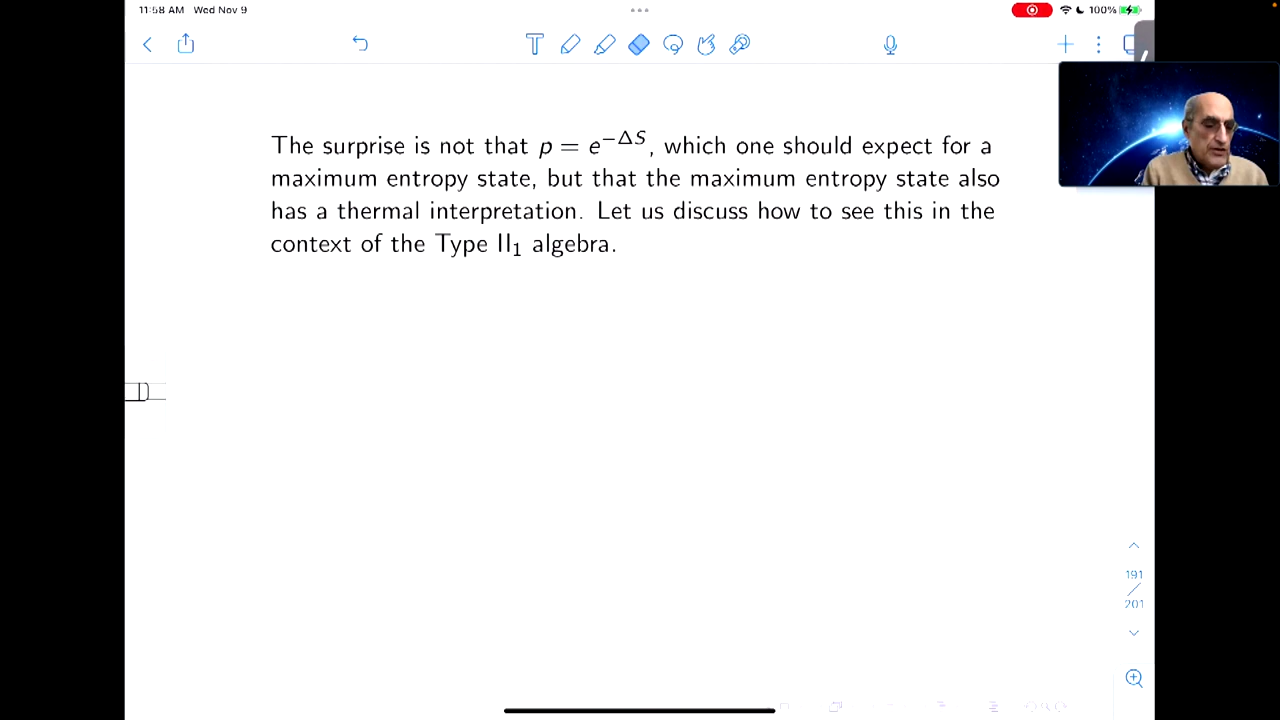 11:58 AM Wed Nov 9
100%
The surprise is not that p = e^{−ΔS}, which one should expect for a
maximum entropy state, but that the maximum entropy state also
has a thermal interpretation. Let us discuss how to see this in the
context of the Type II₁ algebra.
191
201